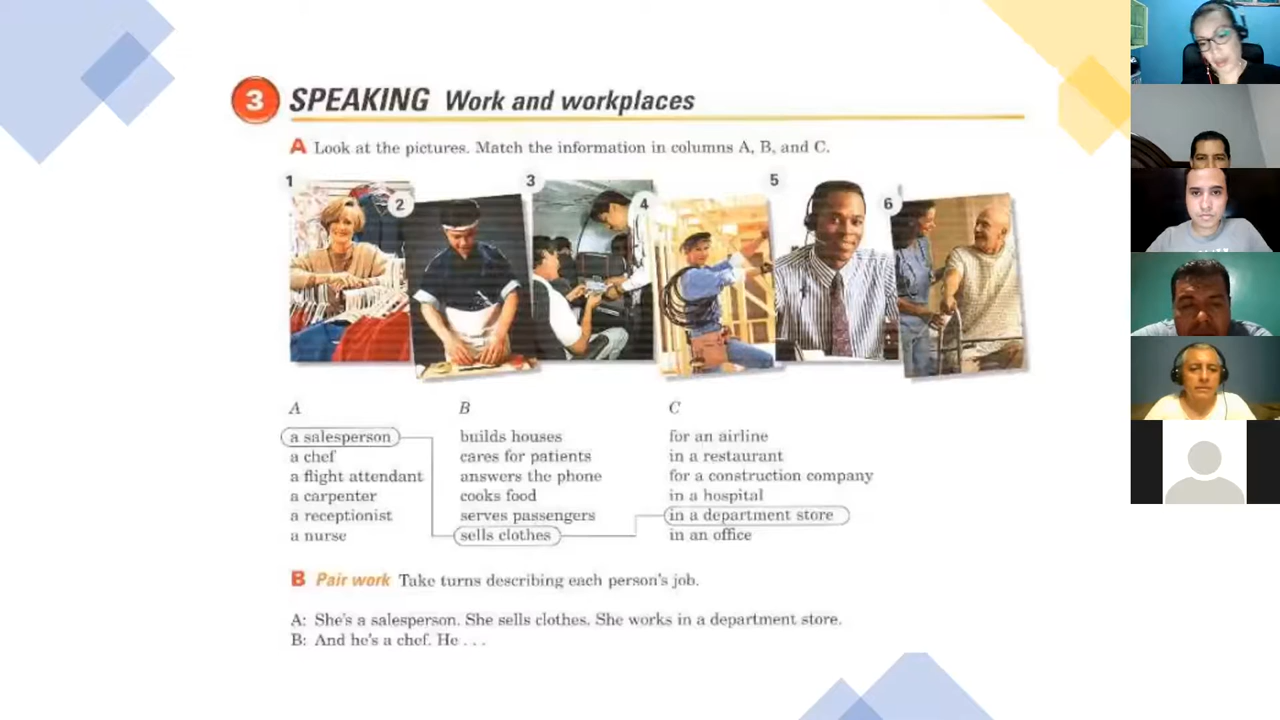 3 SPEAKING Work and workplaces
A Look at the pictures. Match the information in columns A, B, and C.
1
2
3
4
5
6
A
a salesperson
a chef
a flight attendant
a carpenter
a receptionist
a nurse
B
builds houses
cares for patients
answers the phone
cooks food
serves passengers
sells clothes
C
for an airline
in a restaurant
for a construction company
in a hospital
in a department store
in an office
B Pair work Take turns describing each person's job.
A: She's a salesperson. She sells clothes. She works in a department store.
B: And he's a chef. He . . .